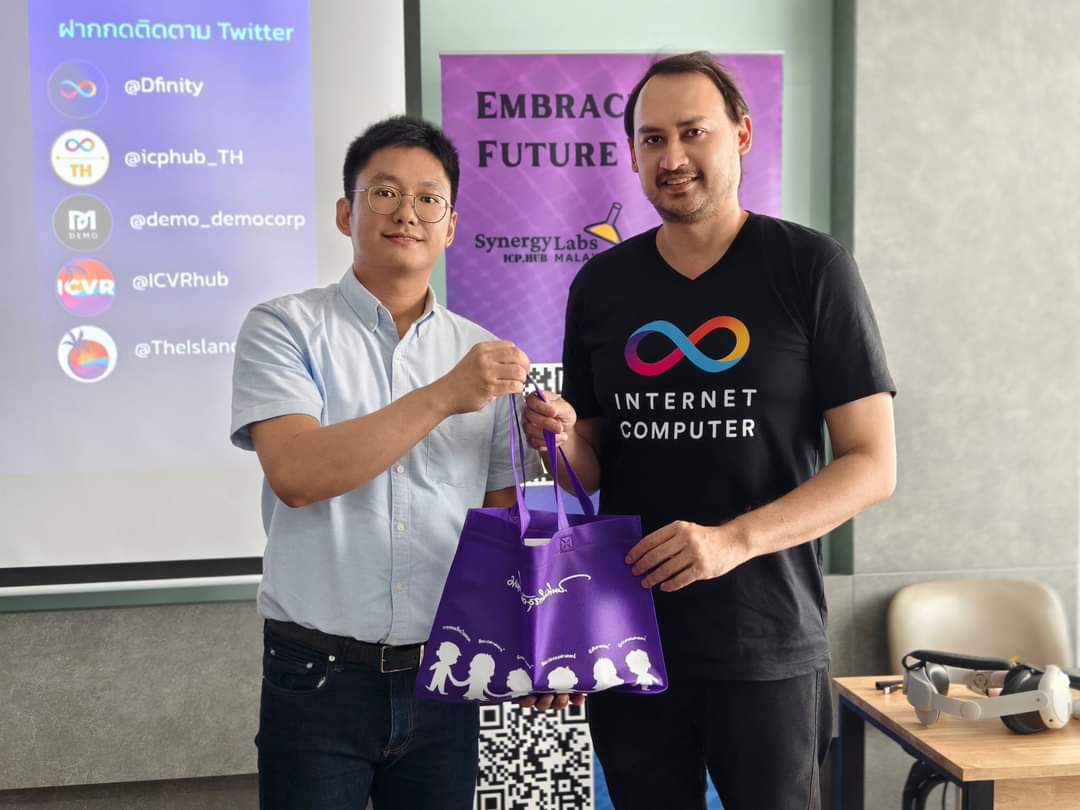 ฝากกดติดตาม Twitter
@Dfinity
TH
@icphub_TH
DEMO
@demo_democorp
ICVR
@ICVRhub
EMBRAC
FUTURE
SynergyLabs
ICP.HUB
INTERNET
COMPUTER